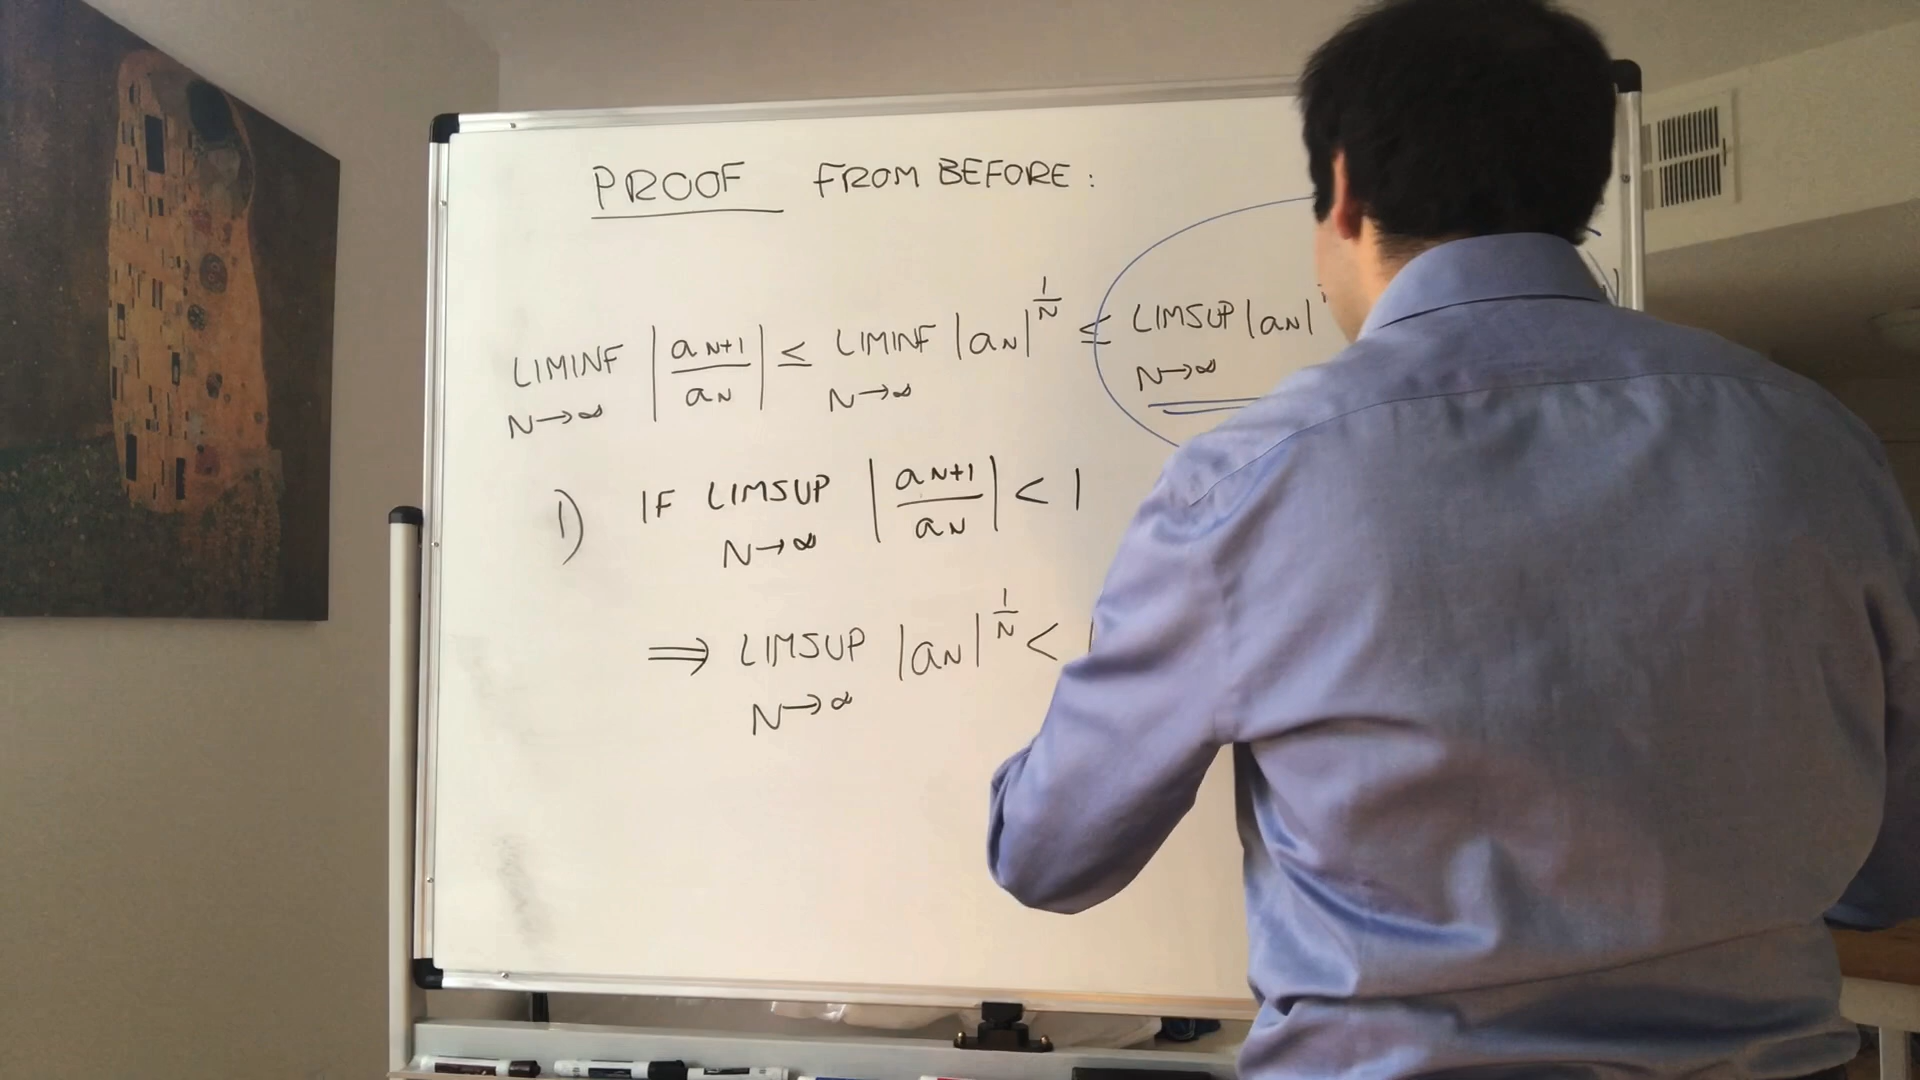 PROOF FROM BEFORE:
LIMINF |aN+1/aN| ≤ LIMINF |aN|^1/N ≤ LIMSUP |aN|
N→∞ N→∞ N→∞
1) IF LIMSUP |aN+1/aN| < 1
N→∞
⇒ LIMSUP |aN|^1/N <
N→∞